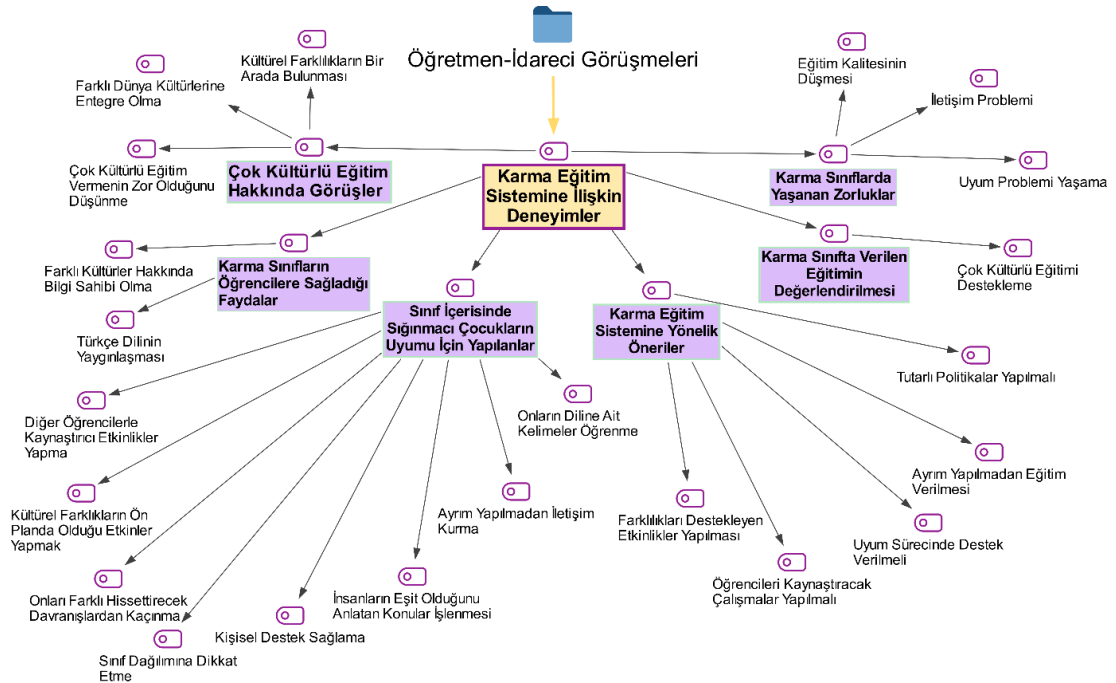 Öğretmen-İdareci Görüşmeleri
Kültürel Farklılıkların Bir
Arada Bulunması
Farklı Dünya Kültürlerine
Entegre Olma
Çok Kültürlü Eğitim
Vermenin Zor Olduğunu
Düşünme
Çok Kültürlü Eğitim
Hakkında Görüşler
Karma Eğitim
Sistemine İlişkin
Deneyimler
Eğitim Kalitesinin
Düşmesi
İletişim Problemi
Uyum Problemi Yaşama
Karma Sınıflarda
Yaşanan Zorluklar
Karma Sınıfların
Öğrencilere Sağladığı
Faydalar
Farklı Kültürler Hakkında
Bilgi Sahibi Olma
Türkçe Dilinin
Yaygınlaşması
Karma Sınıfta Verilen
Eğitimin
Değerlendirilmesi
Çok Kültürlü Eğitimi
Destekleme
Sınıf İçerisinde
Sığınmacı Çocukların
Uyumu İçin Yapılanlar
Karma Eğitim
Sistemine Yönelik
Öneriler
Tutarlı Politikalar Yapılmalı
Diğer Öğrencilerle
Kaynaştırıcı Etkinlikler
Yapma
Onların Diline Ait
Kelimeler Öğrenme
Ayrım Yapılmadan Eğitim
Verilmesi
Kültürel Farklıkların Ön
Planda Olduğu Etkinler
Yapmak
Ayrım Yapılmadan İletişim
Kurma
Farklılıkları Destekleyen
Etkinlikler Yapılması
Uyum Sürecinde Destek
Verilmeli
Onları Farklı Hissettirecek
Davranışlardan Kaçınma
İnsanların Eşit Olduğunu
Anlatan Konular İşlenmesi
Öğrencileri Kaynaştıracak
Çalışmalar Yapılmalı
Kişisel Destek Sağlama
Sınıf Dağılımına Dikkat
Etme